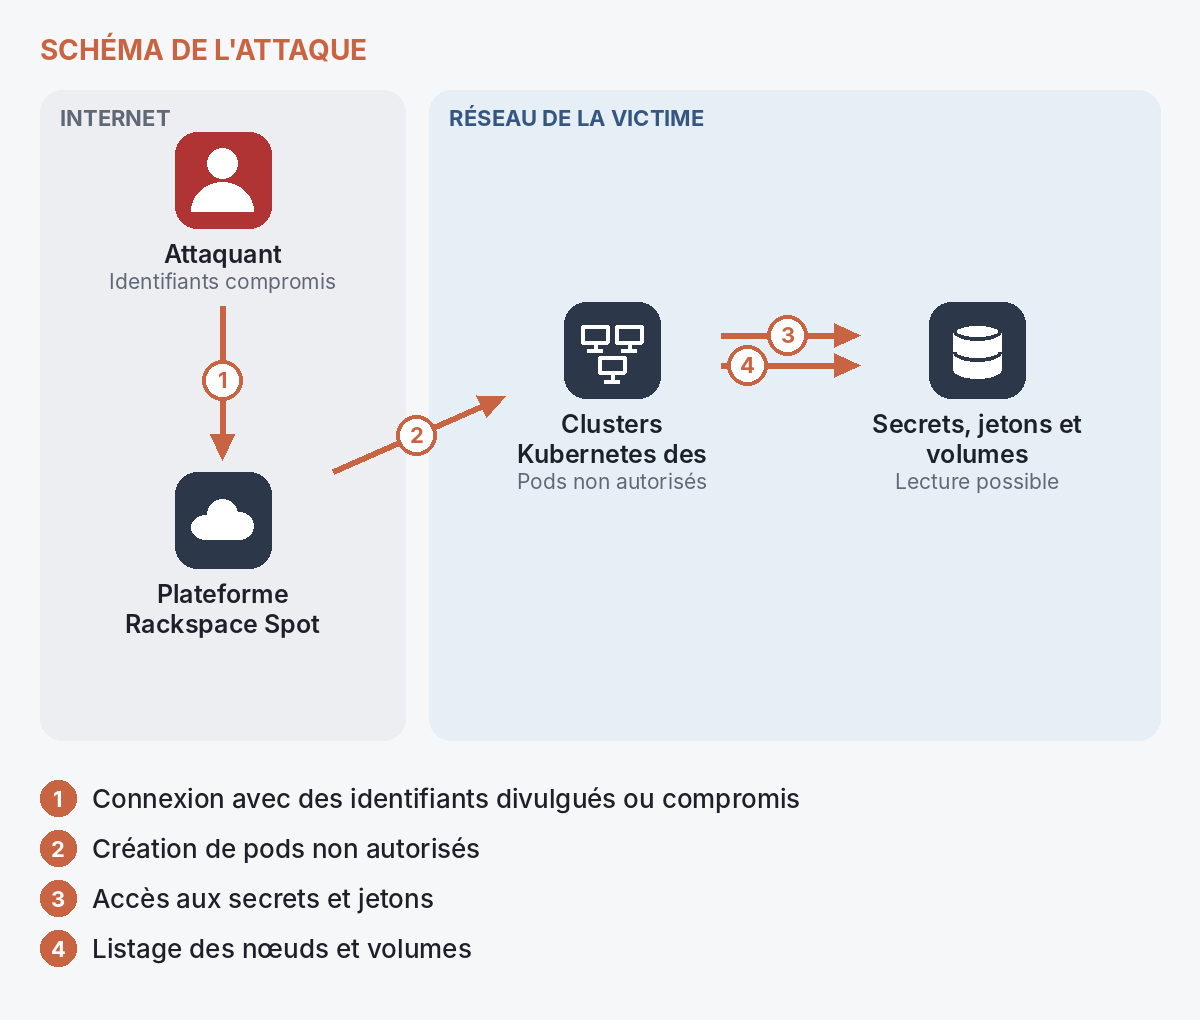 SCHÉMA DE L'ATTAQUE
INTERNET
Attaquant
Identifiants compromis
1
Plateforme
Rackspace Spot
2
RÉSEAU DE LA VICTIME
Clusters
Kubernetes des
Pods non autorisés
3
4
Secrets, jetons et
volumes
Lecture possible
1 Connexion avec des identifiants divulgués ou compromis
2 Création de pods non autorisés
3 Accès aux secrets et jetons
4 Listage des nœuds et volumes